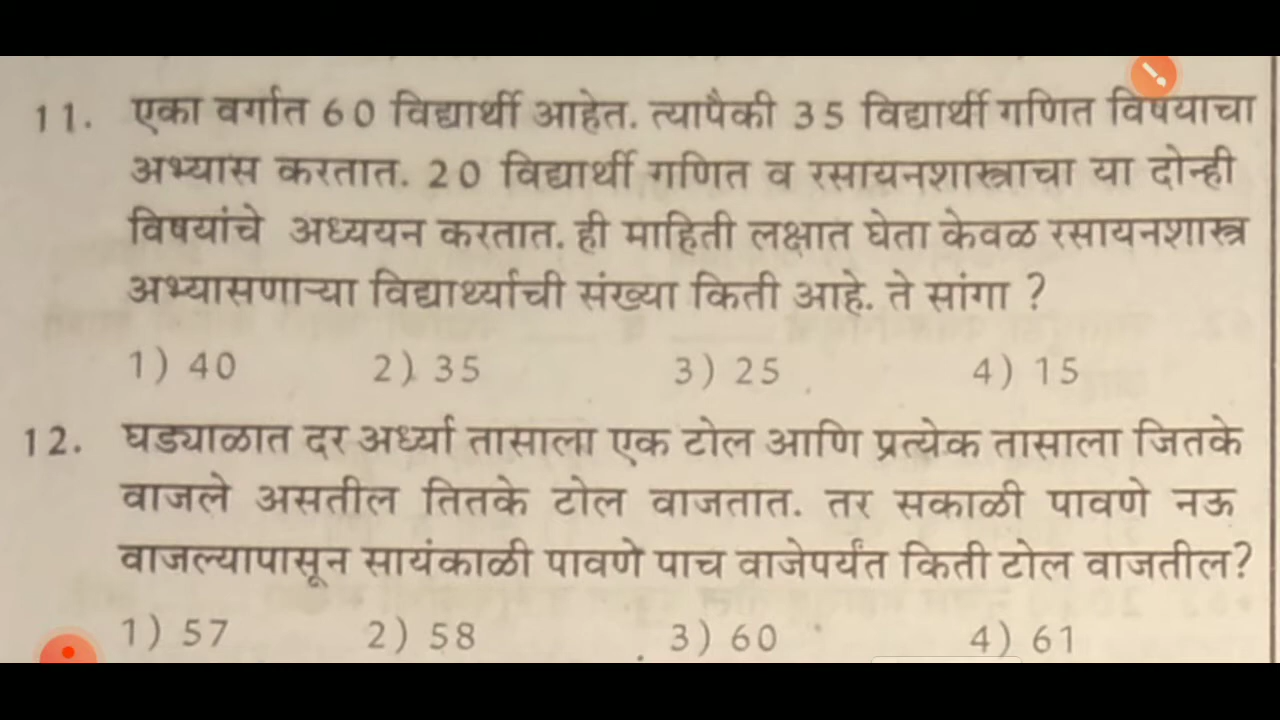 11. एका वर्गात 60 विद्यार्थी आहेत. त्यापैकी 35 विद्यार्थी गणित विषयाचा
अभ्यास करतात. 20 विद्यार्थी गणित व रसायनशास्त्राचा या दोन्ही
विषयांचे अध्ययन करतात. ही माहिती लक्षात घेता केवळ रसायनशास्त्र
अभ्यासणाऱ्या विद्यार्थ्यांची संख्या किती आहे. ते सांगा ?
1) 40 2) 35 3) 25 4) 15
12. घड्याळात दर अर्ध्या तासाला एक टोल आणि प्रत्येक तासाला जितके
वाजले असतील तितके टोल वाजतात. तर सकाळी पावणे नऊ
वाजल्यापासून सायंकाळी पावणे पाच वाजेपर्यंत किती टोल वाजतील?
1) 57 2) 58 3) 60 4) 61